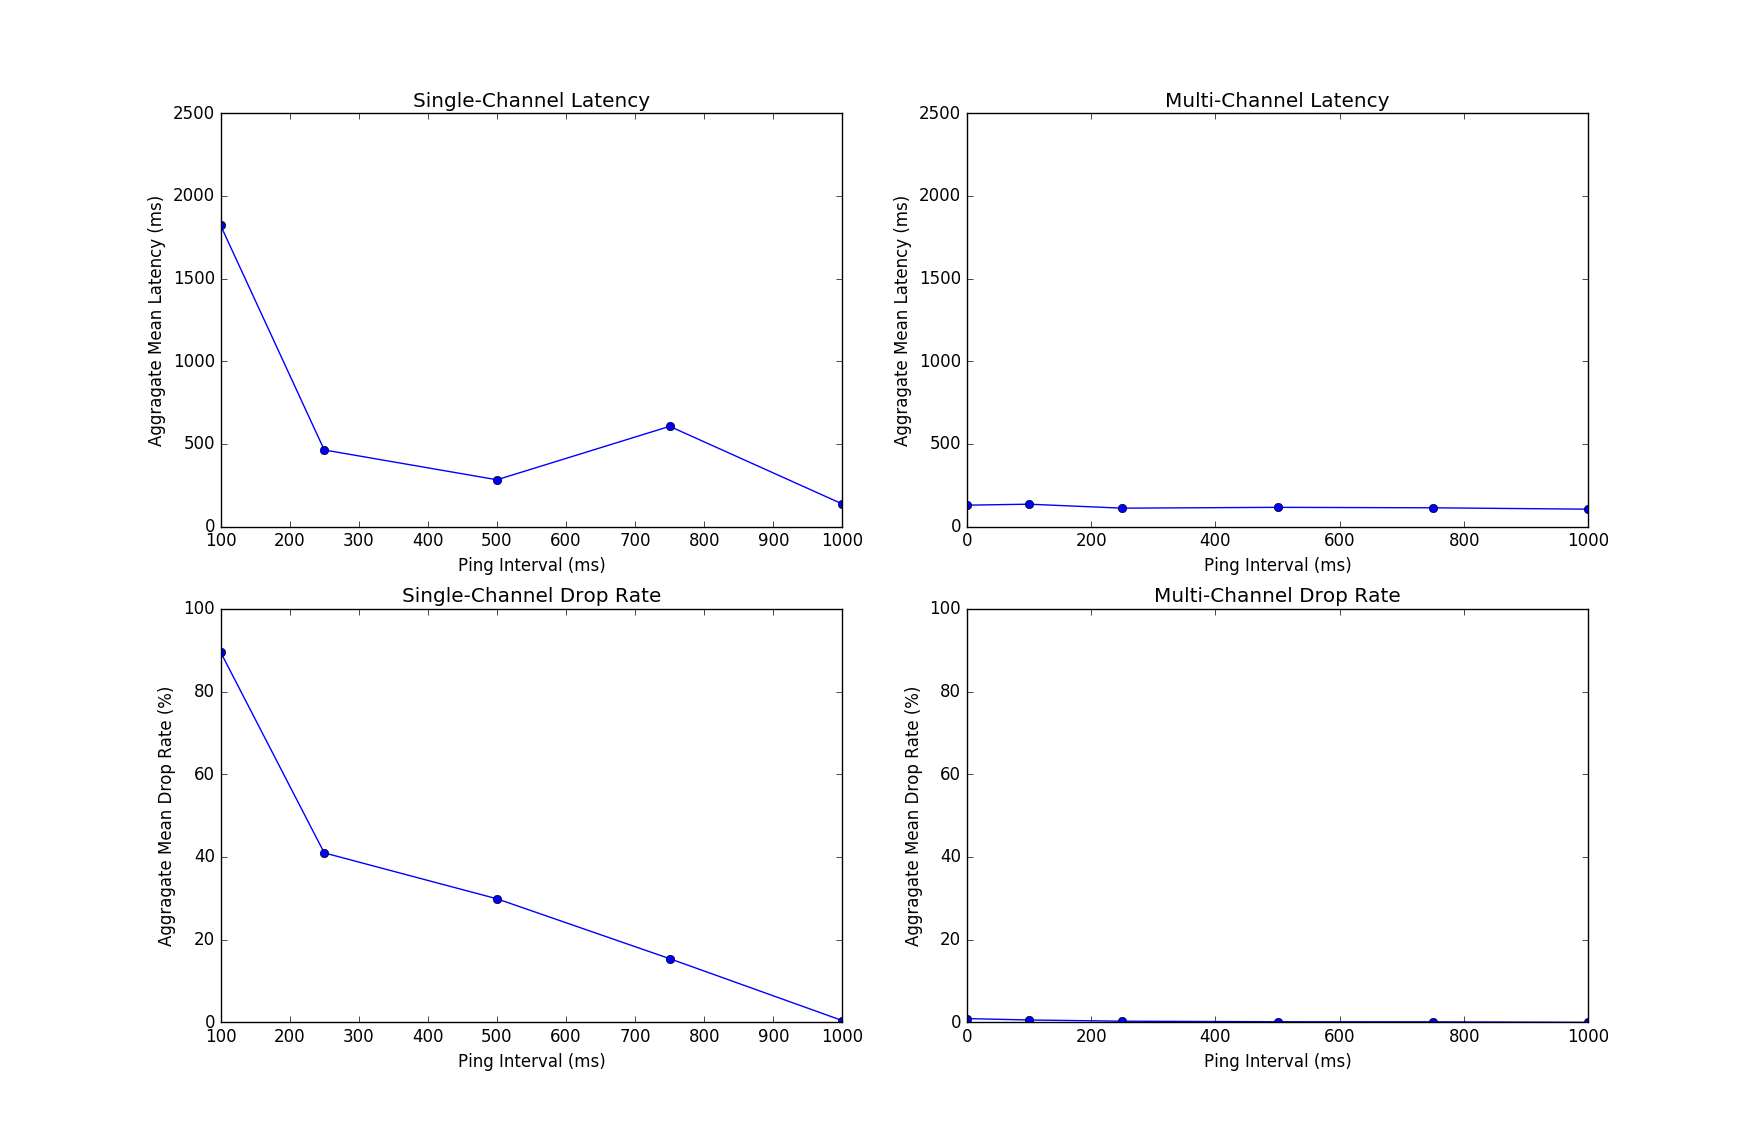 Single-Channel Latency
2500
2000
1500
1000
500
0
Aggragate Mean Latency (ms)
100 200 300 400 500 600 700 800 900 1000
Ping Interval (ms)
Multi-Channel Latency
2500
2000
1500
1000
500
0
Aggragate Mean Latency (ms)
0 200 400 600 800 1000
Ping Interval (ms)
Single-Channel Drop Rate
100
80
60
40
20
0
Aggragate Mean Drop Rate (%)
100 200 300 400 500 600 700 800 900 1000
Ping Interval (ms)
Multi-Channel Drop Rate
100
80
60
40
20
0
Aggragate Mean Drop Rate (%)
0 200 400 600 800 1000
Ping Interval (ms)